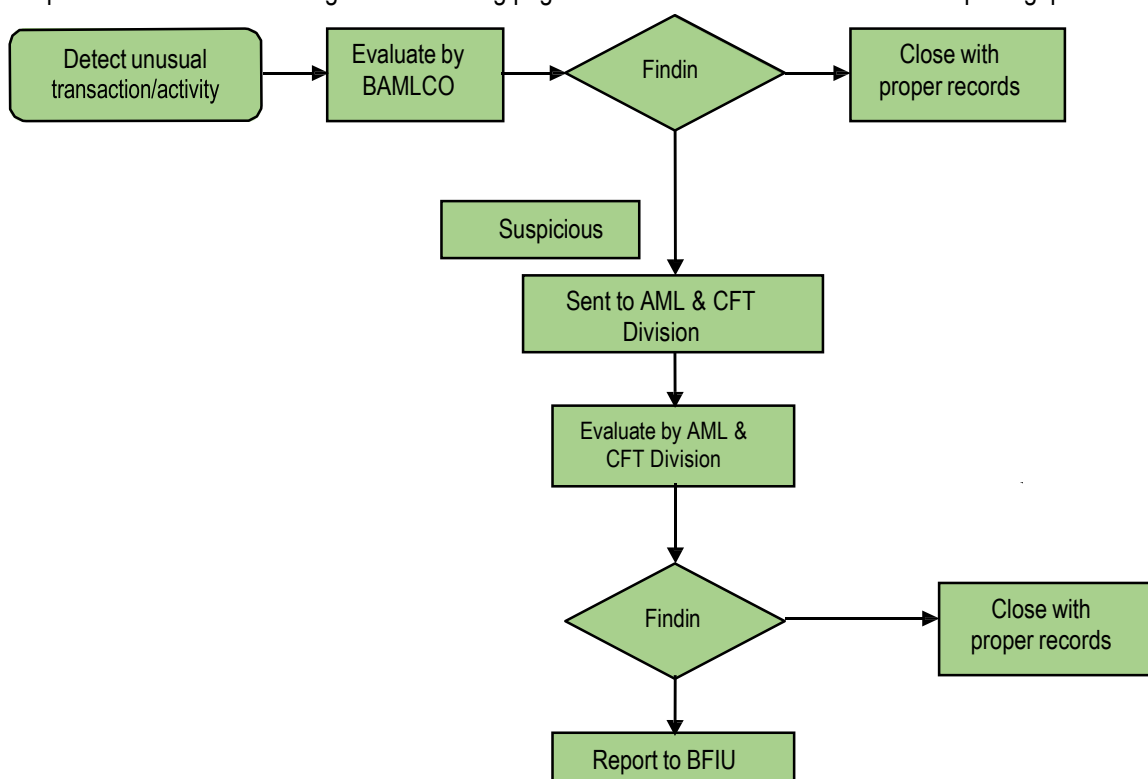 Detect unusual
transaction/activity
Evaluate by
BAMLCO
Findin
Close with
proper records
Suspicious
Sent to AML & CFT
Division
Evaluate by AML &
CFT Division
Findin
Close with
proper records
Report to BFIU